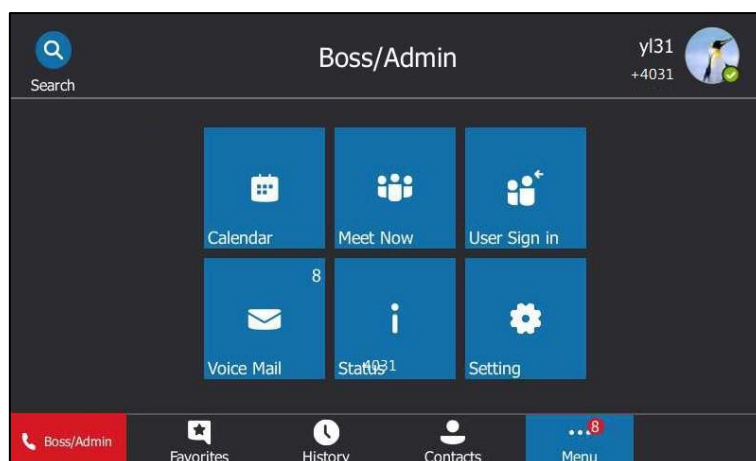 Search
Boss/Admin
yl31
+4031
Calendar
Meet Now
User Sign in
8
Voice Mail
Status
4031
Setting
Boss/Admin
Favorites
History
Contacts
8
Menu